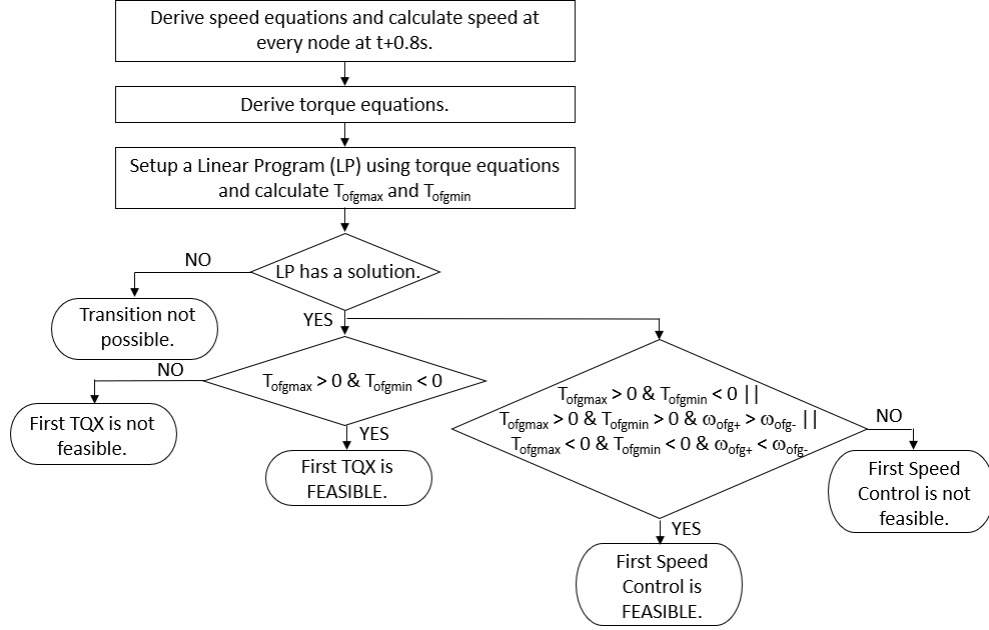 Derive speed equations and calculate speed at
every node at t+0.8s.
Derive torque equations.
Setup a Linear Program (LP) using torque equations
and calculate Tofgmax and Tofgmin
LP has a solution.
NO
Transition not
possible.
YES
Tofgmax > 0 & Tofgmin < 0
NO
First TQX is not
feasible.
YES
First TQX is
FEASIBLE.
Tofgmax > 0 & Tofgmin < 0 ||
Tofgmax > 0 & Tofgmin > 0 & ωofg+ > ωofg- ||
Tofgmax < 0 & Tofgmin < 0 & ωofg+ < ωofg-
NO
First Speed
Control is not
feasible.
YES
First Speed
Control is
FEASIBLE.